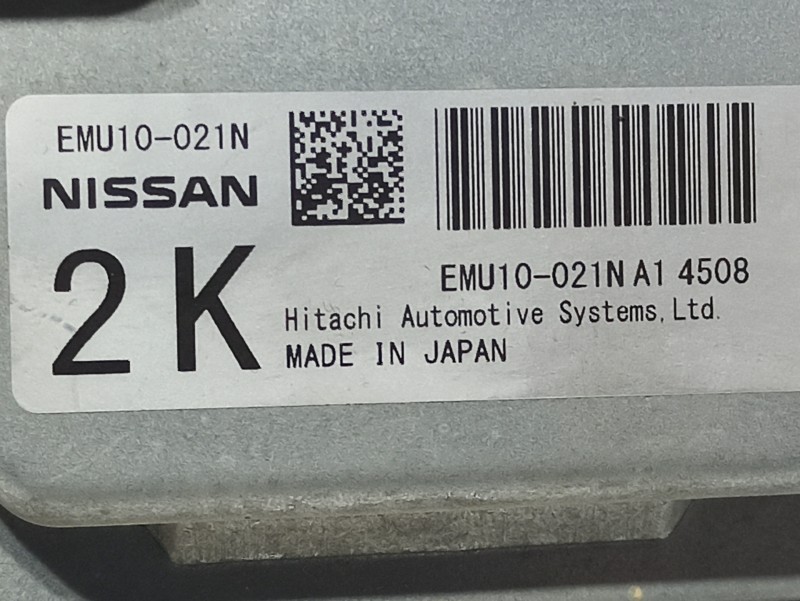 EMU10-021N
NISSAN
2K
EMU10-021N A1 4508
Hitachi Automotive Systems, Ltd.
MADE IN JAPAN